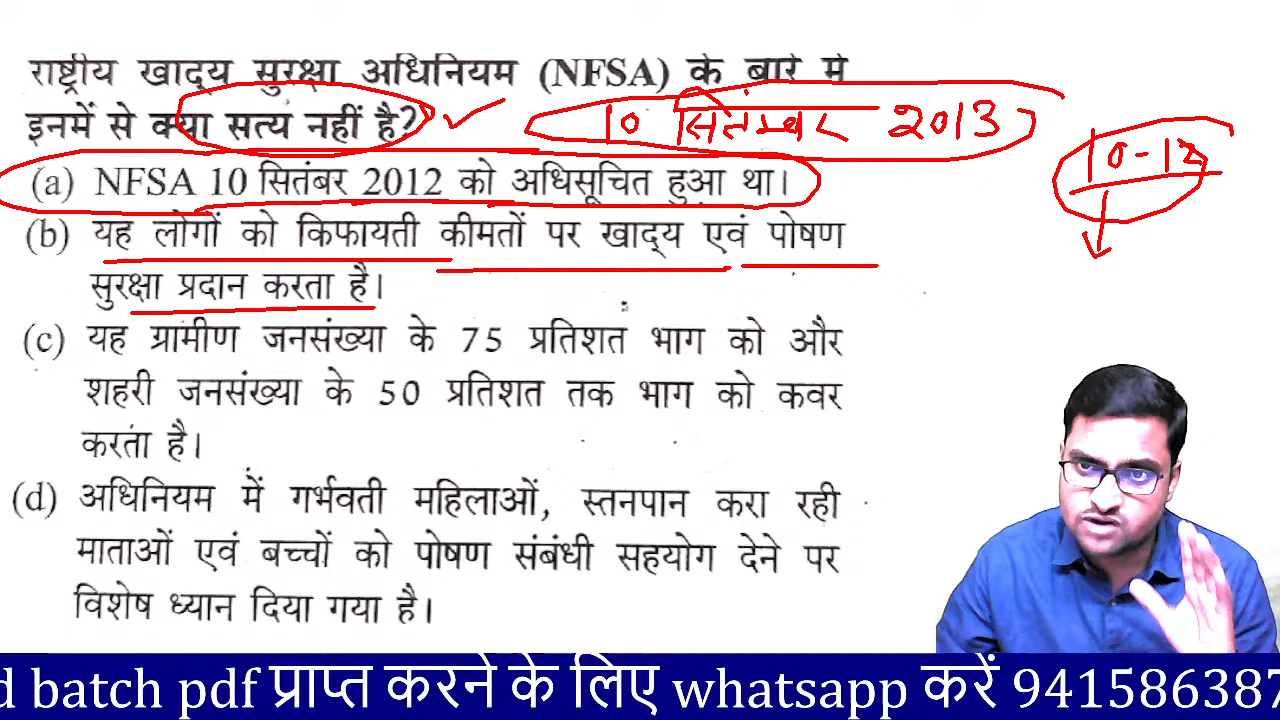 राष्ट्रीय खाद्य सुरक्षा अधिनियम (NFSA) के बारे में
इनमें से क्या सत्य नहीं है?
10 सितम्बर 2013
10-12
(a) NFSA 10 सितंबर 2012 को अधिसूचित हुआ था।
(b) यह लोगों को किफायती कीमतों पर खाद्य एवं पोषण
सुरक्षा प्रदान करता है।
(c) यह ग्रामीण जनसंख्या के 75 प्रतिशत भाग को और
शहरी जनसंख्या के 50 प्रतिशत तक भाग को कवर
करता है।
(d) अधिनियम में गर्भवती महिलाओं, स्तनपान करा रही
माताओं एवं बच्चों को पोषण संबंधी सहयोग देने पर
विशेष ध्यान दिया गया है।
d batch pdf प्राप्त करने के लिए whatsapp करें 941586387